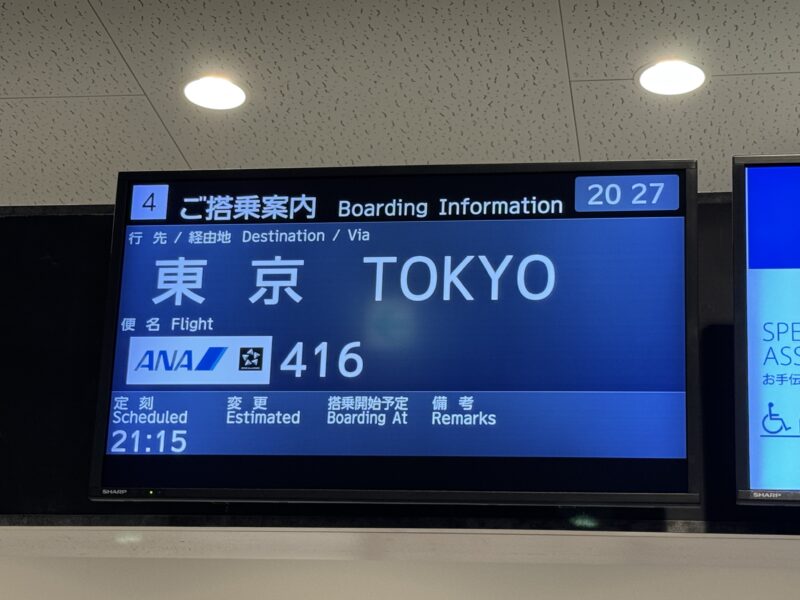 4 ご搭乗案内 Boarding Information 20 27
行 先 / 経由地 Destination / Via
東 京 TOKYO
便 名 Flight
ANA 416
定 刻 変 更 搭乗開始予定 備 考
Scheduled Estimated Boarding At Remarks
21:15
SHARP
お手伝
SHARP